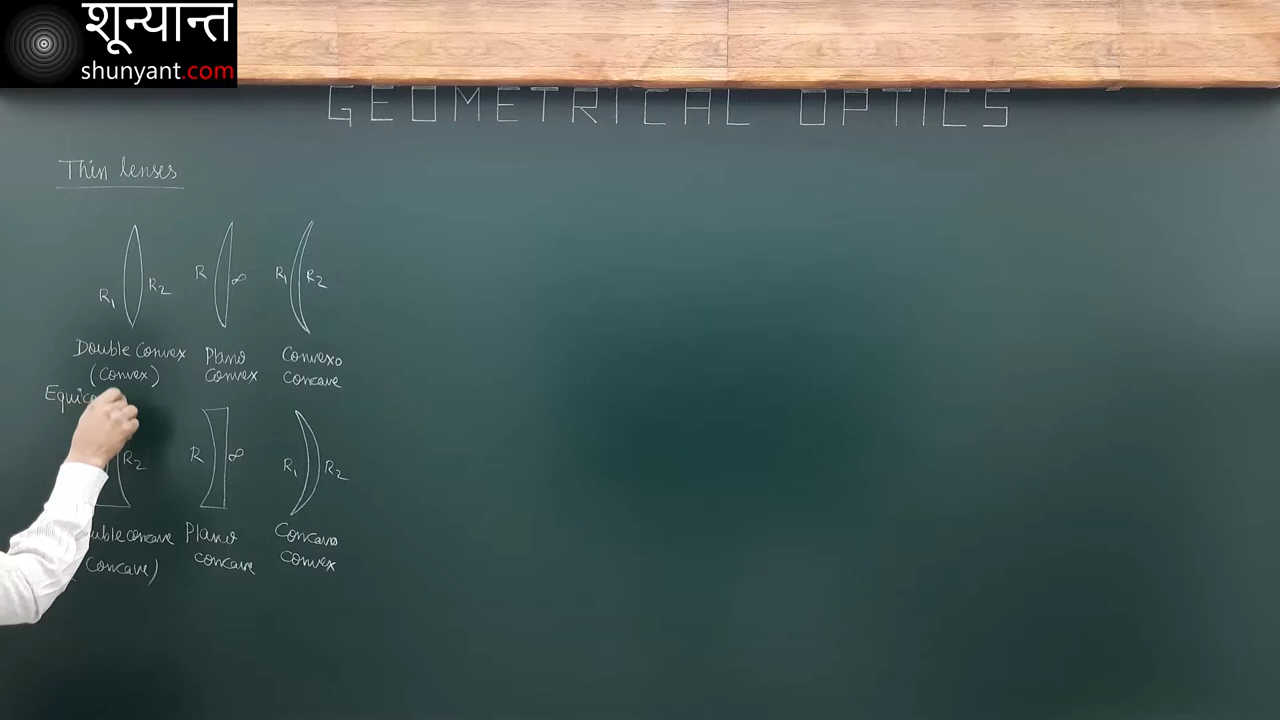 शून्यान्त
shunyant.com
GEOMETRICAL OPTICS
Thin lenses
R1 R2
R ∞
R1 R2
Double Convex
(Convex)
Plano
Convex
Convexo
concave
R2
R ∞
R1 R2
(Concave)
Plano
concave
Concavo
convex